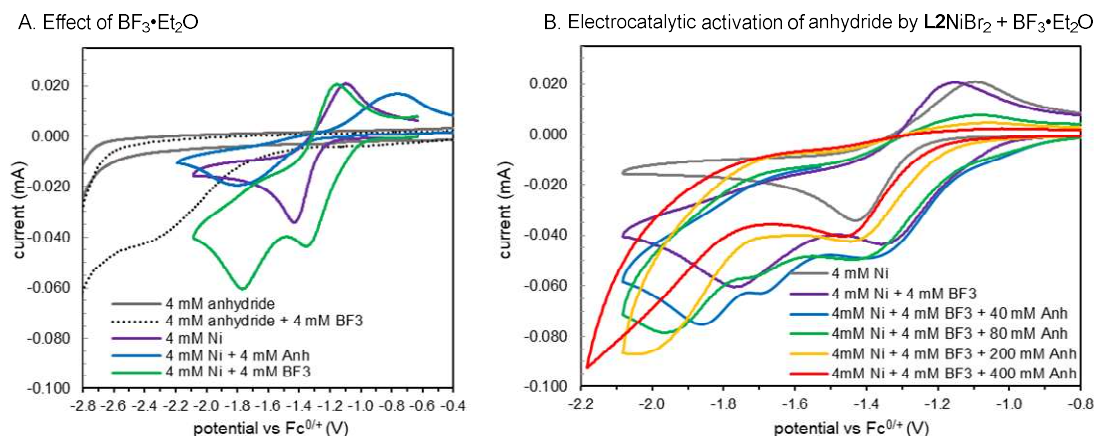 A. Effect of BF₃•Et₂O
B. Electrocatalytic activation of anhydride by L2NiBr₂ + BF₃•Et₂O
current (mA)
0.020
0.000
-0.020
-0.040
-0.060
-0.080
-0.100
4 mM anhydride
4 mM anhydride + 4 mM BF3
4 mM Ni
4 mM Ni + 4 mM Anh
4 mM Ni + 4 mM BF3
-2.8 -2.6 -2.4 -2.2 -2.0 -1.8 -1.6 -1.4 -1.2 -1.0 -0.8 -0.6 -0.4
potential vs Fc⁰/⁺ (V)
current (mA)
0.020
0.000
-0.020
-0.040
-0.060
-0.080
-0.100
4 mM Ni
4 mM Ni + 4 mM BF3
4mM Ni + 4 mM BF3 + 40 mM Anh
4mM Ni + 4 mM BF3 + 80 mM Anh
4mM Ni + 4 mM BF3 + 200 mM Anh
4mM Ni + 4 mM BF3 + 400 mM Anh
-2.2 -2.0 -1.8 -1.6 -1.4 -1.2 -1.0 -0.8
potential vs Fc⁰/⁺ (V)